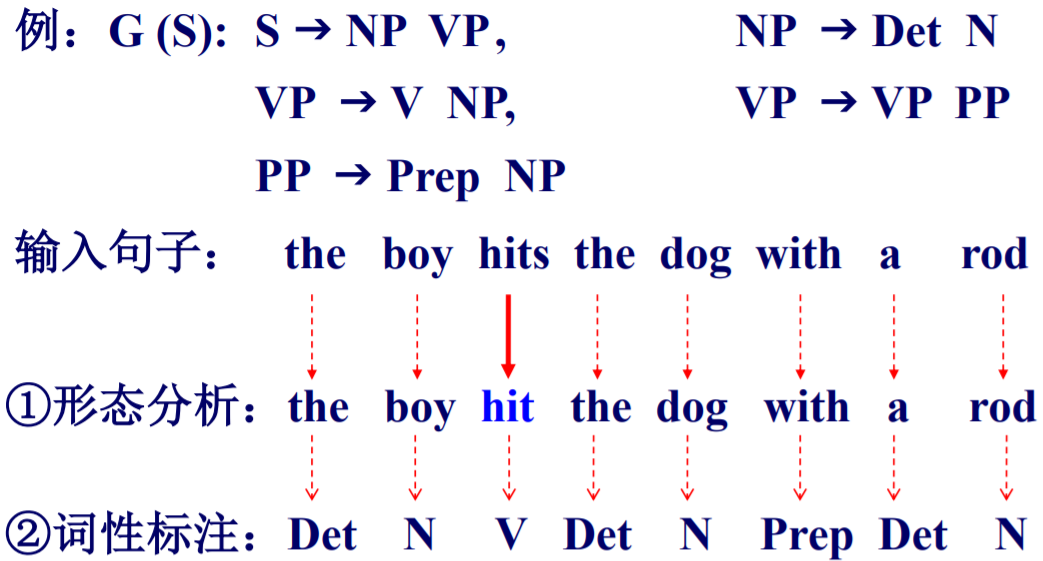 例：G (S): S → NP VP, NP → Det N
VP → V NP, VP → VP PP
PP → Prep NP
输入句子： the boy hits the dog with a rod
①形态分析：the boy hit the dog with a rod
②词性标注：Det N V Det N Prep Det N